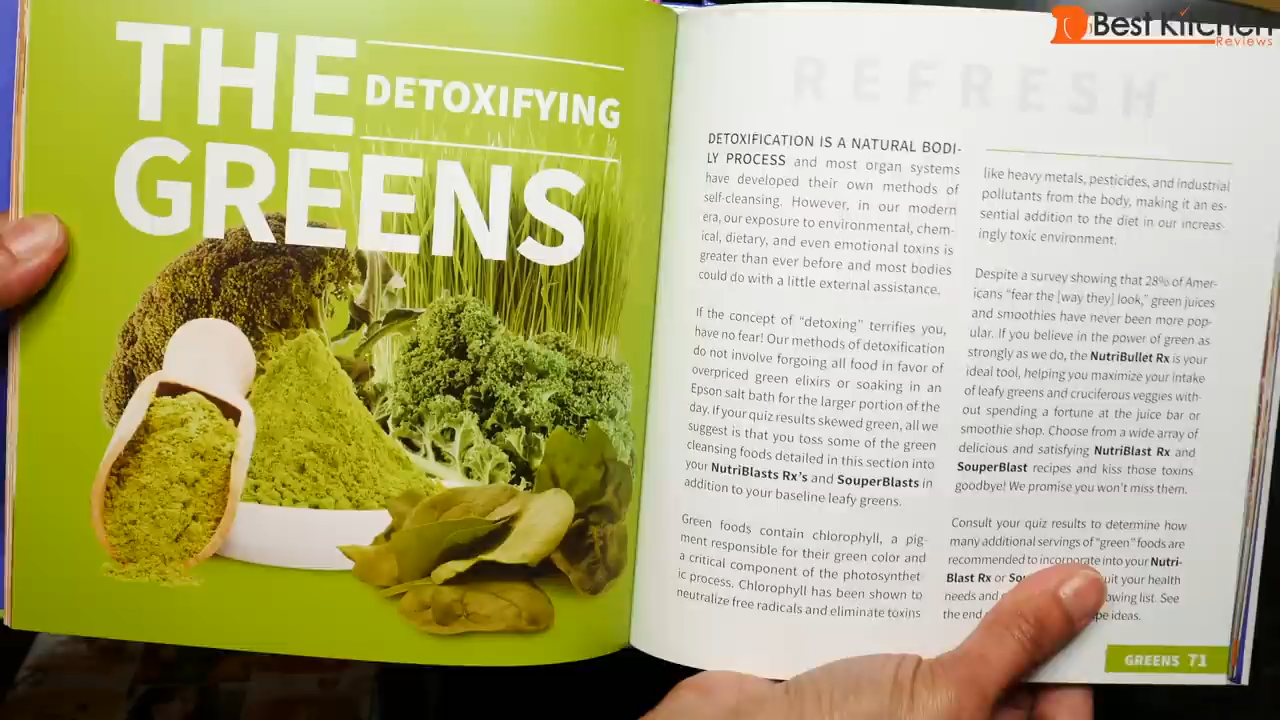 THE
DETOXIFYING
GREENS
Best Kitchen
Reviews
REFRESH
DETOXIFICATION IS A NATURAL BODI-
LY PROCESS and most organ systems
have developed their own methods of
self-cleansing. However, in our modern
era, our exposure to environmental, chem-
ical, dietary, and even emotional toxins is
greater than ever before and most bodies
could do with a little external assistance.
If the concept of "detoxing" terrifies you,
have no fear! Our methods of detoxification
do not involve forgoing all food in favor of
overpriced green elixirs or soaking in an
Epson salt bath for the larger portion of the
day. If your quiz results skewed green, all we
suggest is that you toss some of the green
cleansing foods detailed in this section into
your NutriBlasts Rx's and SouperBlasts in
addition to your baseline leafy greens.
Green foods contain chlorophyll, a pig-
ment responsible for their green color and
a critical component of the photosynthet
ic process. Chlorophyll has been shown to
neutralize free radicals and eliminate toxins
like heavy metals, pesticides, and industrial
pollutants from the body, making it an es-
sential addition to the diet in our increas-
ingly toxic environment.
Despite a survey showing that 28% of Amer-
icans "fear the [way they] look," green juices
and smoothies have never been more pop-
ular. If you believe in the power of green as
strongly as we do, the NutriBullet Rx is your
ideal tool, helping you maximize your intake
of leafy greens and cruciferous veggies with-
out spending a fortune at the juice bar or
smoothie shop. Choose from a wide array of
delicious and satisfying NutriBlast Rx and
SouperBlast recipes and kiss those toxins
goodbye! We promise you won't miss them.
Consult your quiz results to determine how
many additional servings of "green" foods are
recommended to incorporate into your Nutri-
Blast Rx or uit your health
needs and owing list. See
the end pe ideas.
GREENS 71